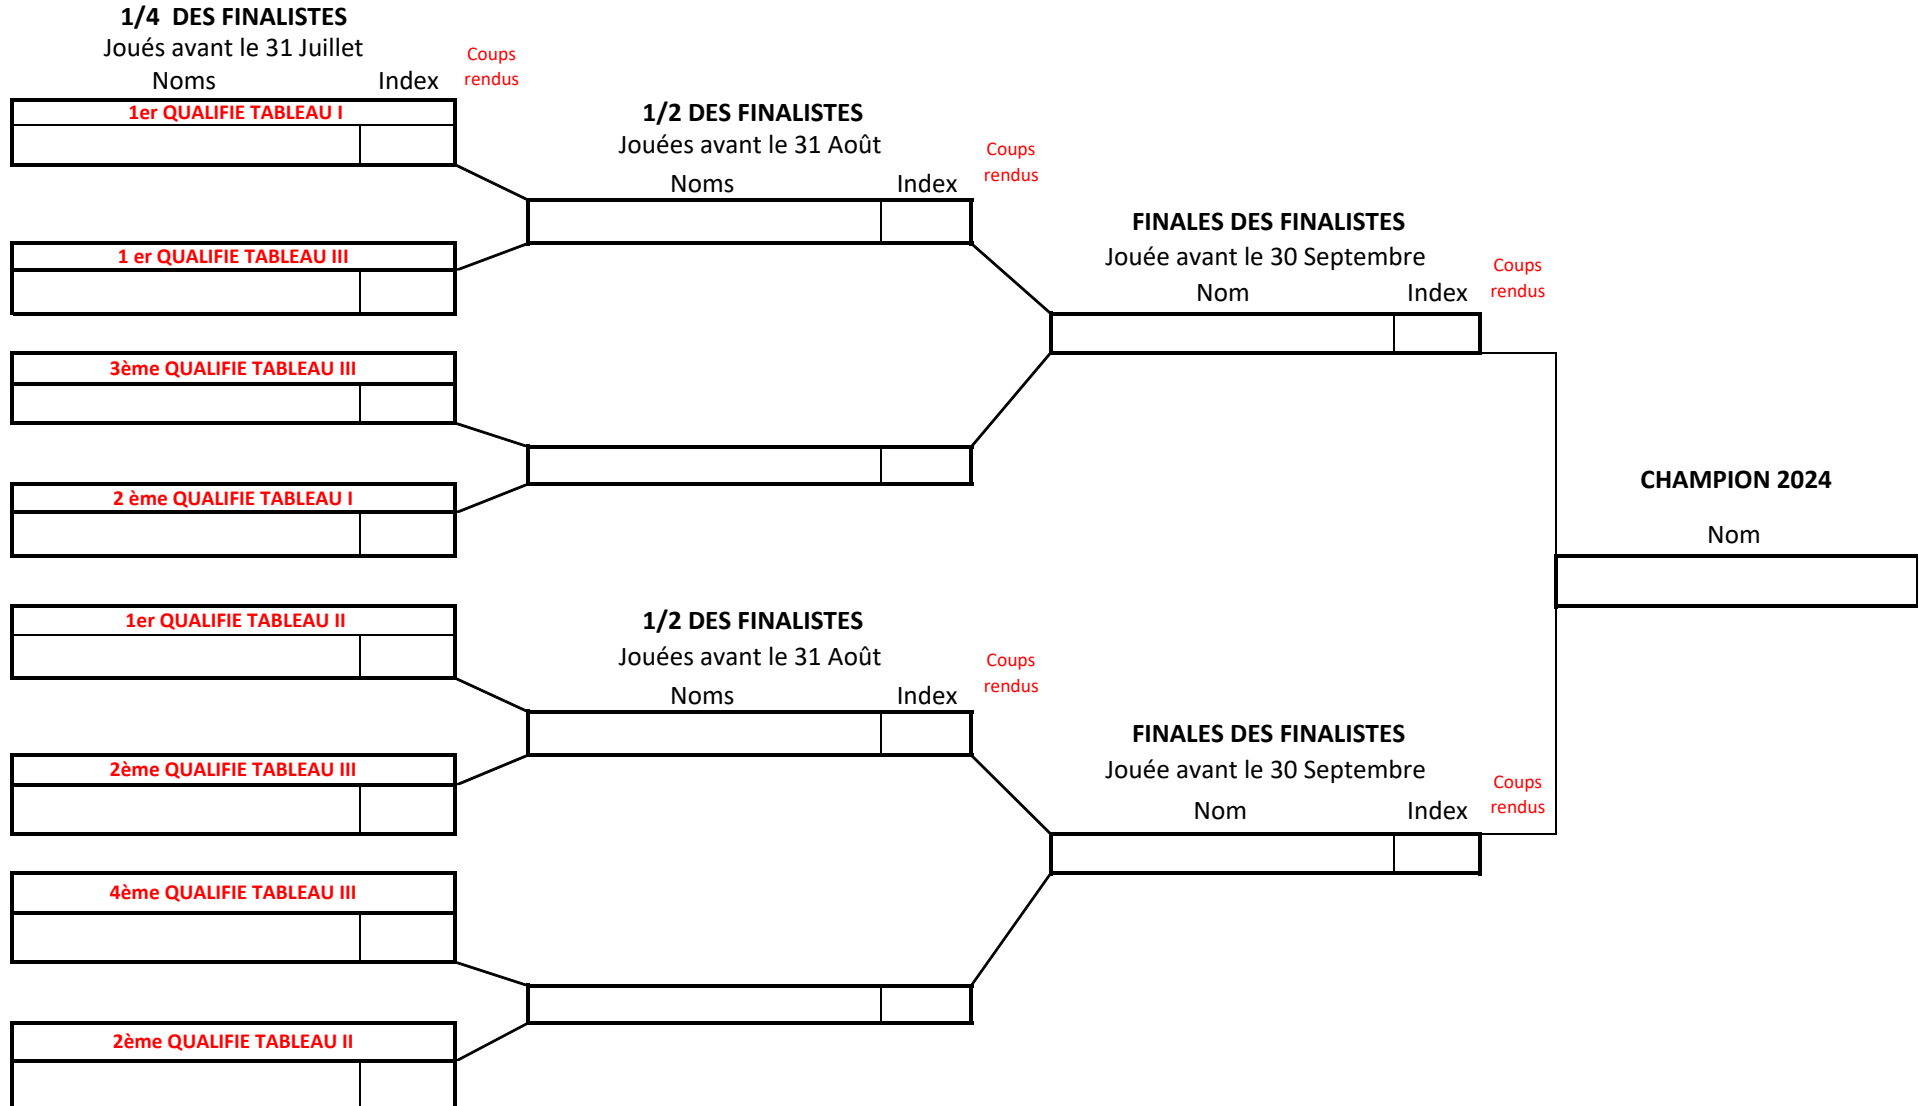 1/4  DES FINALISTES
Joués avant le 31 Juillet
Noms Index
Coups
rendus
1er QUALIFIE TABLEAU I
1 er QUALIFIE TABLEAU III
3ème QUALIFIE TABLEAU III
2 ème QUALIFIE TABLEAU I
1er QUALIFIE TABLEAU II
2ème QUALIFIE TABLEAU III
4ème QUALIFIE TABLEAU III
2ème QUALIFIE TABLEAU II
1/2 DES FINALISTES
Jouées avant le 31 Août
Noms Index
Coups
rendus
1/2 DES FINALISTES
Jouées avant le 31 Août
Noms Index
Coups
rendus
FINALES DES FINALISTES
Jouée avant le 30 Septembre
Nom Index
Coups
rendus
FINALES DES FINALISTES
Jouée avant le 30 Septembre
Nom Index
Coups
rendus
CHAMPION 2024
Nom